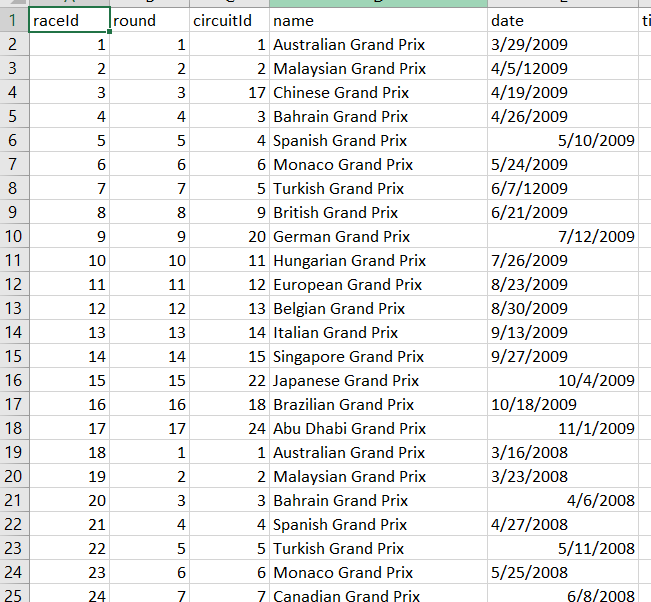 1 raceId round circuitId name date ti
2 1 1 1 Australian Grand Prix 3/29/2009
3 2 2 2 Malaysian Grand Prix 4/5/12009
4 3 3 17 Chinese Grand Prix 4/19/2009
5 4 4 3 Bahrain Grand Prix 4/26/2009
6 5 5 4 Spanish Grand Prix 5/10/2009
7 6 6 6 Monaco Grand Prix 5/24/2009
8 7 7 5 Turkish Grand Prix 6/7/12009
9 8 8 9 British Grand Prix 6/21/2009
10 9 9 20 German Grand Prix 7/12/2009
11 10 10 11 Hungarian Grand Prix 7/26/2009
12 11 11 12 European Grand Prix 8/23/2009
13 12 12 13 Belgian Grand Prix 8/30/2009
14 13 13 14 Italian Grand Prix 9/13/2009
15 14 14 15 Singapore Grand Prix 9/27/2009
16 15 15 22 Japanese Grand Prix 10/4/2009
17 16 16 18 Brazilian Grand Prix 10/18/2009
18 17 17 24 Abu Dhabi Grand Prix 11/1/2009
19 18 1 1 Australian Grand Prix 3/16/2008
20 19 2 2 Malaysian Grand Prix 3/23/2008
21 20 3 3 Bahrain Grand Prix 4/6/2008
22 21 4 4 Spanish Grand Prix 4/27/2008
23 22 5 5 Turkish Grand Prix 5/11/2008
24 23 6 6 Monaco Grand Prix 5/25/2008
25 24 7 7 Canadian Grand Prix 6/8/2008